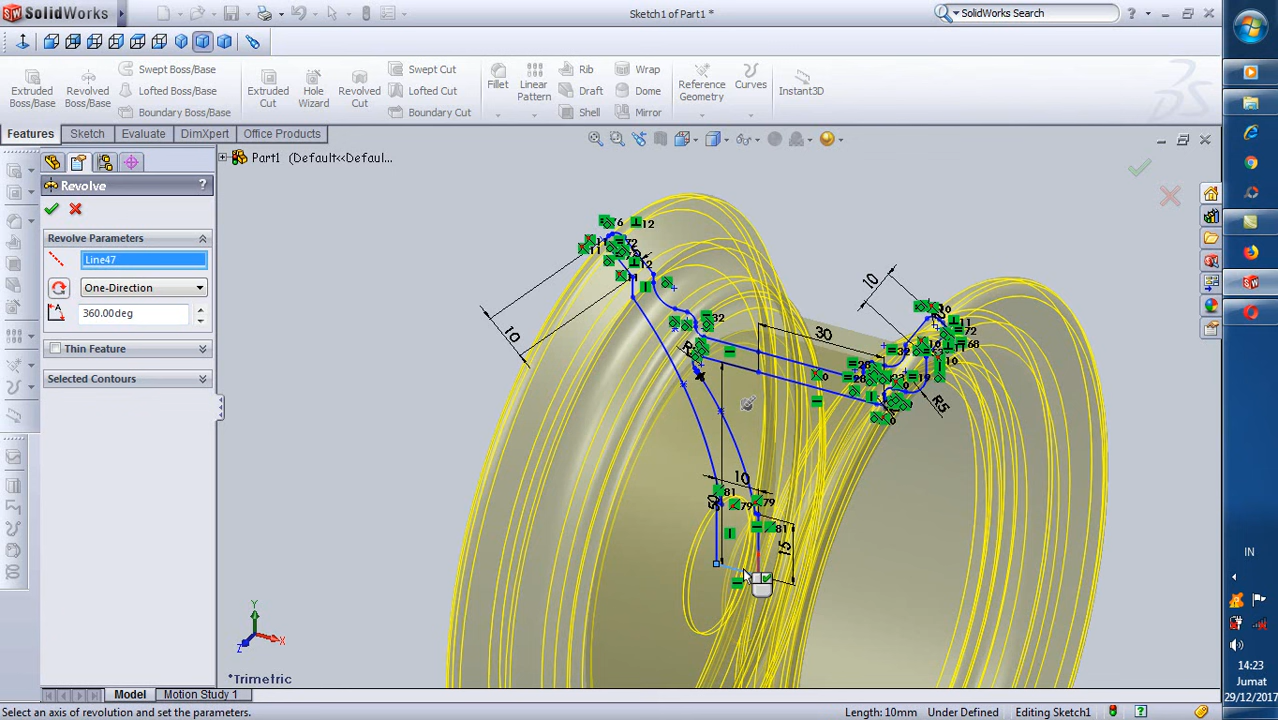 SolidWorks
Sketch1 of Part1 *
SolidWorks Search
Extruded Boss/Base
Revolved Boss/Base
Swept Boss/Base
Lofted Boss/Base
Boundary Boss/Base
Extruded Cut
Hole Wizard
Revolved Cut
Swept Cut
Lofted Cut
Boundary Cut
Fillet
Linear Pattern
Rib
Draft
Shell
Wrap
Dome
Mirror
Reference Geometry
Curves
Instant3D
Features
Sketch
Evaluate
DimXpert
Office Products
Part1 (Default<<Defaul...
Revolve
?
Revolve Parameters
Line47
One-Direction
360.00deg
Thin Feature
Selected Contours
10
30
10
R5
10
50
15
Y
X
Z
*Trimetric
Model
Motion Study 1
Select an axis of revolution and set the parameters.
Length: 10mm
Under Defined
Editing Sketch1
IN
14:23
Jumat
29/12/2017